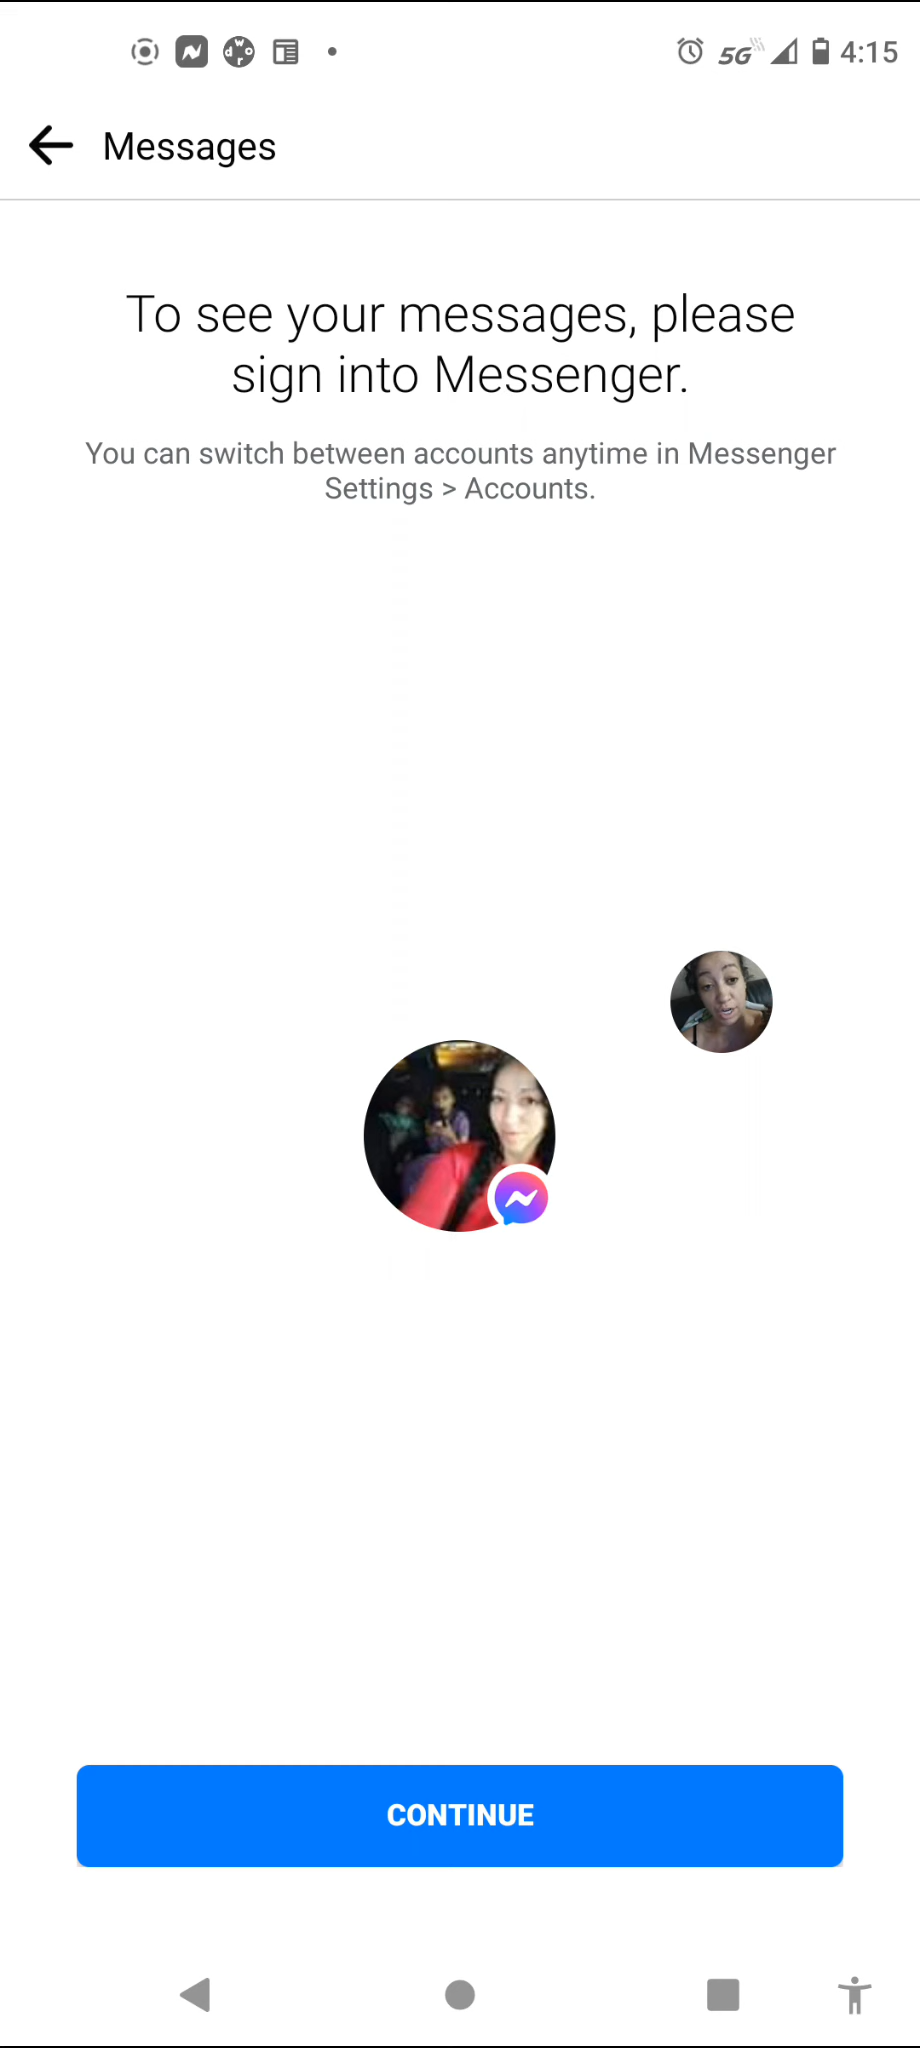 5G 4:15
Messages
To see your messages, please
sign into Messenger.
You can switch between accounts anytime in Messenger
Settings > Accounts.
CONTINUE